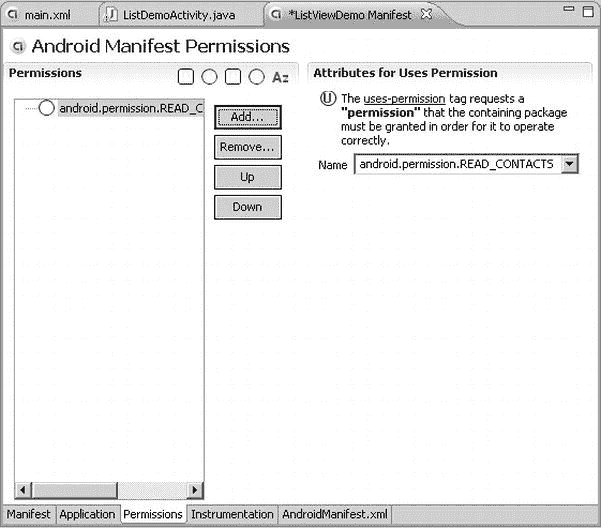 main.xml
ListDemoActivity.java
*ListViewDemo Manifest
Android Manifest Permissions
Permissions
Az
android.permission.READ_C
Add...
Remove...
Up
Down
Attributes for Uses Permission
U The uses-permission tag requests a
"permission" that the containing package
must be granted in order for it to operate
correctly.
Name android.permission.READ_CONTACTS
Manifest Application Permissions Instrumentation AndroidManifest.xml